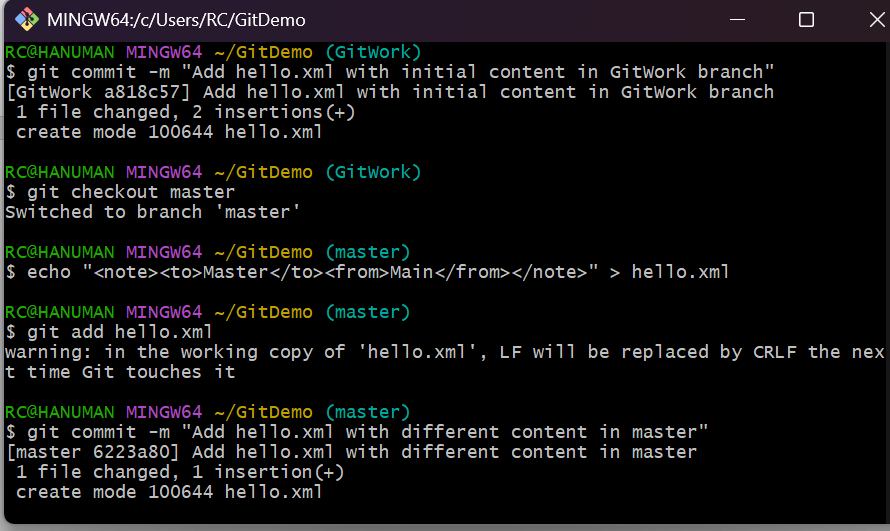 MINGW64:/c/Users/RC/GitDemo
RC@HANUMAN MINGW64 ~/GitDemo (GitWork)
$ git commit -m "Add hello.xml with initial content in GitWork branch"
[GitWork a818c57] Add hello.xml with initial content in GitWork branch
 1 file changed, 2 insertions(+)
 create mode 100644 hello.xml
RC@HANUMAN MINGW64 ~/GitDemo (GitWork)
$ git checkout master
Switched to branch 'master'
RC@HANUMAN MINGW64 ~/GitDemo (master)
$ echo "<note><to>Master</to><from>Main</from></note>" > hello.xml
RC@HANUMAN MINGW64 ~/GitDemo (master)
$ git add hello.xml
warning: in the working copy of 'hello.xml', LF will be replaced by CRLF the nex
t time Git touches it
RC@HANUMAN MINGW64 ~/GitDemo (master)
$ git commit -m "Add hello.xml with different content in master"
[master 6223a80] Add hello.xml with different content in master
 1 file changed, 1 insertion(+)
 create mode 100644 hello.xml